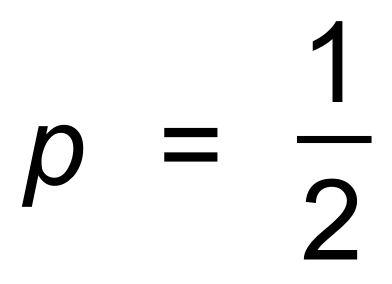 p = 1/2